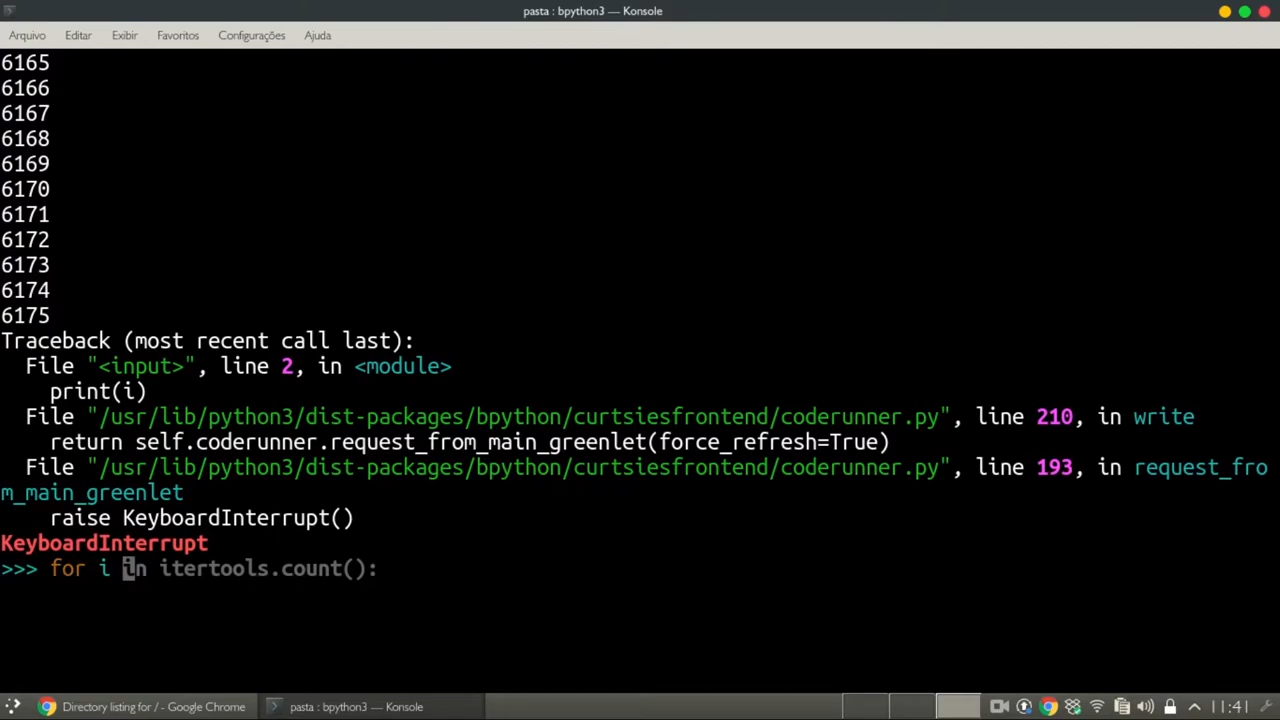 pasta : bpython3 — Konsole
Arquivo Editar Exibir Favoritos Configurações Ajuda
6165
6166
6167
6168
6169
6170
6171
6172
6173
6174
6175
Traceback (most recent call last):
  File "<input>", line 2, in <module>
    print(i)
  File "/usr/lib/python3/dist-packages/bpython/curtsiesfrontend/coderunner.py", line 210, in write
    return self.coderunner.request_from_main_greenlet(force_refresh=True)
  File "/usr/lib/python3/dist-packages/bpython/curtsiesfrontend/coderunner.py", line 193, in request_fro
m_main_greenlet
    raise KeyboardInterrupt()
KeyboardInterrupt
>>> for i in itertools.count():
Directory listing for / - Google Chrome pasta : bpython3 — Konsole 11:41